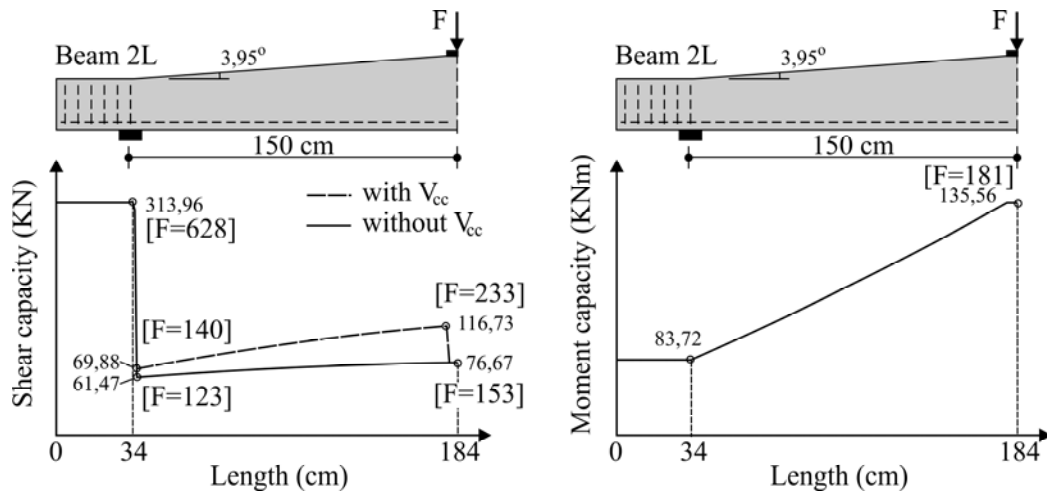 F
Beam 2L
3,95°
150 cm
Shear capacity (KN)
313,96
[F=628]
with Vcc
without Vcc
[F=233]
116,73
[F=140]
69,88
61,47
76,67
[F=123]
[F=153]
0
34
184
Length (cm)
F
Beam 2L
3,95°
150 cm
Moment capacity (KNm)
[F=181]
135,56
83,72
0
34
184
Length (cm)